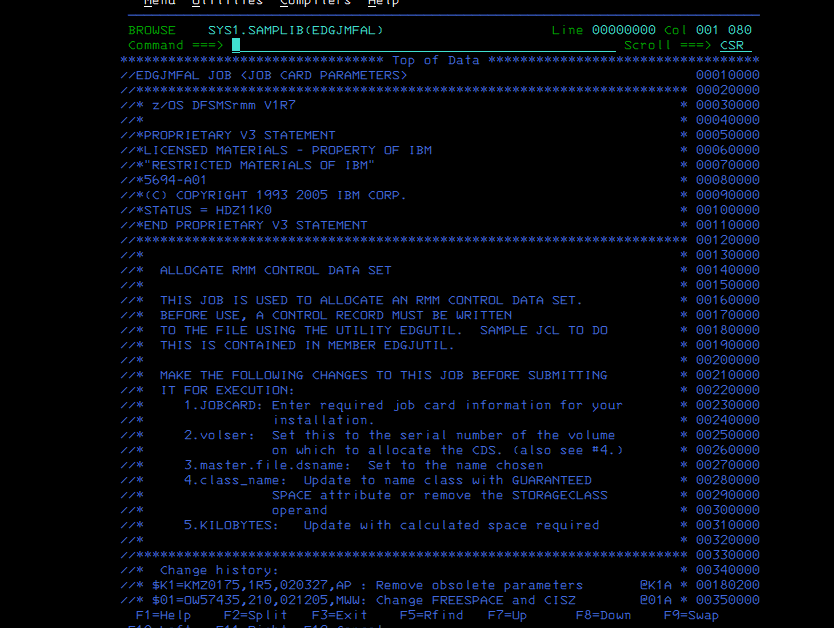 Menu Utilities Compilers Help
BROWSE SYS1.SAMPLIB(EDGJMFAL) Line 00000000 Col 001 080
Command ===> Scroll ===> CSR
********************************* Top of Data **********************************
//EDGJMFAL JOB <JOB CARD PARAMETERS> 00010000
//********************************************************************* 00020000
//* z/OS DFSMSrmm V1R7 * 00030000
//* * 00040000
//*PROPRIETARY V3 STATEMENT * 00050000
//*LICENSED MATERIALS - PROPERTY OF IBM * 00060000
//*"RESTRICTED MATERIALS OF IBM" * 00070000
//*5694-A01 * 00080000
//*(C) COPYRIGHT 1993 2005 IBM CORP. * 00090000
//*STATUS = HDZ11K0 * 00100000
//*END PROPRIETARY V3 STATEMENT * 00110000
//********************************************************************* 00120000
//* * 00130000
//* ALLOCATE RMM CONTROL DATA SET * 00140000
//* * 00150000
//* THIS JOB IS USED TO ALLOCATE AN RMM CONTROL DATA SET. * 00160000
//* BEFORE USE, A CONTROL RECORD MUST BE WRITTEN * 00170000
//* TO THE FILE USING THE UTILITY EDGUTIL. SAMPLE JCL TO DO * 00180000
//* THIS IS CONTAINED IN MEMBER EDGJUTIL. * 00190000
//* * 00200000
//* MAKE THE FOLLOWING CHANGES TO THIS JOB BEFORE SUBMITTING * 00210000
//* IT FOR EXECUTION: * 00220000
//* 1.JOBCARD: Enter required job card information for your * 00230000
//* installation. * 00240000
//* 2.volser: Set this to the serial number of the volume * 00250000
//* on which to allocate the CDS. (also see #4.) * 00260000
//* 3.master.file.dsname: Set to the name chosen * 00270000
//* 4.class_name: Update to name class with GUARANTEED * 00280000
//* SPACE attribute or remove the STORAGECLASS * 00290000
//* operand * 00300000
//* 5.KILOBYTES: Update with calculated space required * 00310000
//* * 00320000
//********************************************************************* 00330000
//* Change history: * 00340000
//* $K1=KMZ0175,1R5,020327,AP : Remove obsolete parameters @K1A * 00180200
//* $01=OW57435,210,021205,MWW: Change FREESPACE and CISZ @01A * 00350000
F1=Help F2=Split F3=Exit F5=Rfind F7=Up F8=Down F9=Swap